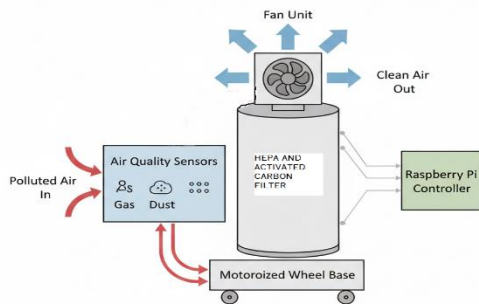 Fan Unit
Clean Air
Out
Air Quality Sensors
Gas
Dust
Polluted Air
In
HEPA AND
ACTIVATED
CARBON
FILTER
Raspberry Pi
Controller
Motoroized Wheel Base